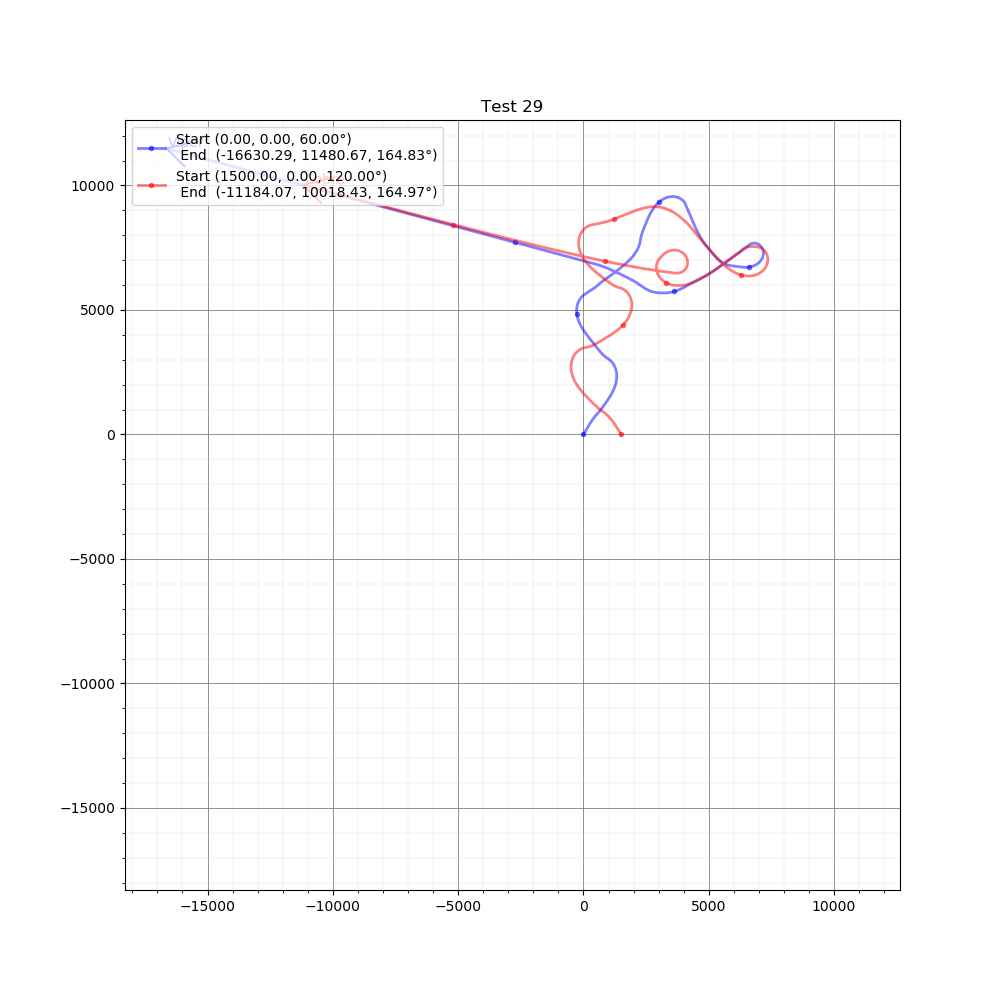 Test 29
Start (0.00, 0.00, 60.00°)
End (-16630.29, 11480.67, 164.83°)
Start (1500.00, 0.00, 120.00°)
End (-11184.07, 10018.43, 164.97°)
10000
5000
0
−5000
−10000
−15000
−15000 −10000 −5000 0 5000 10000